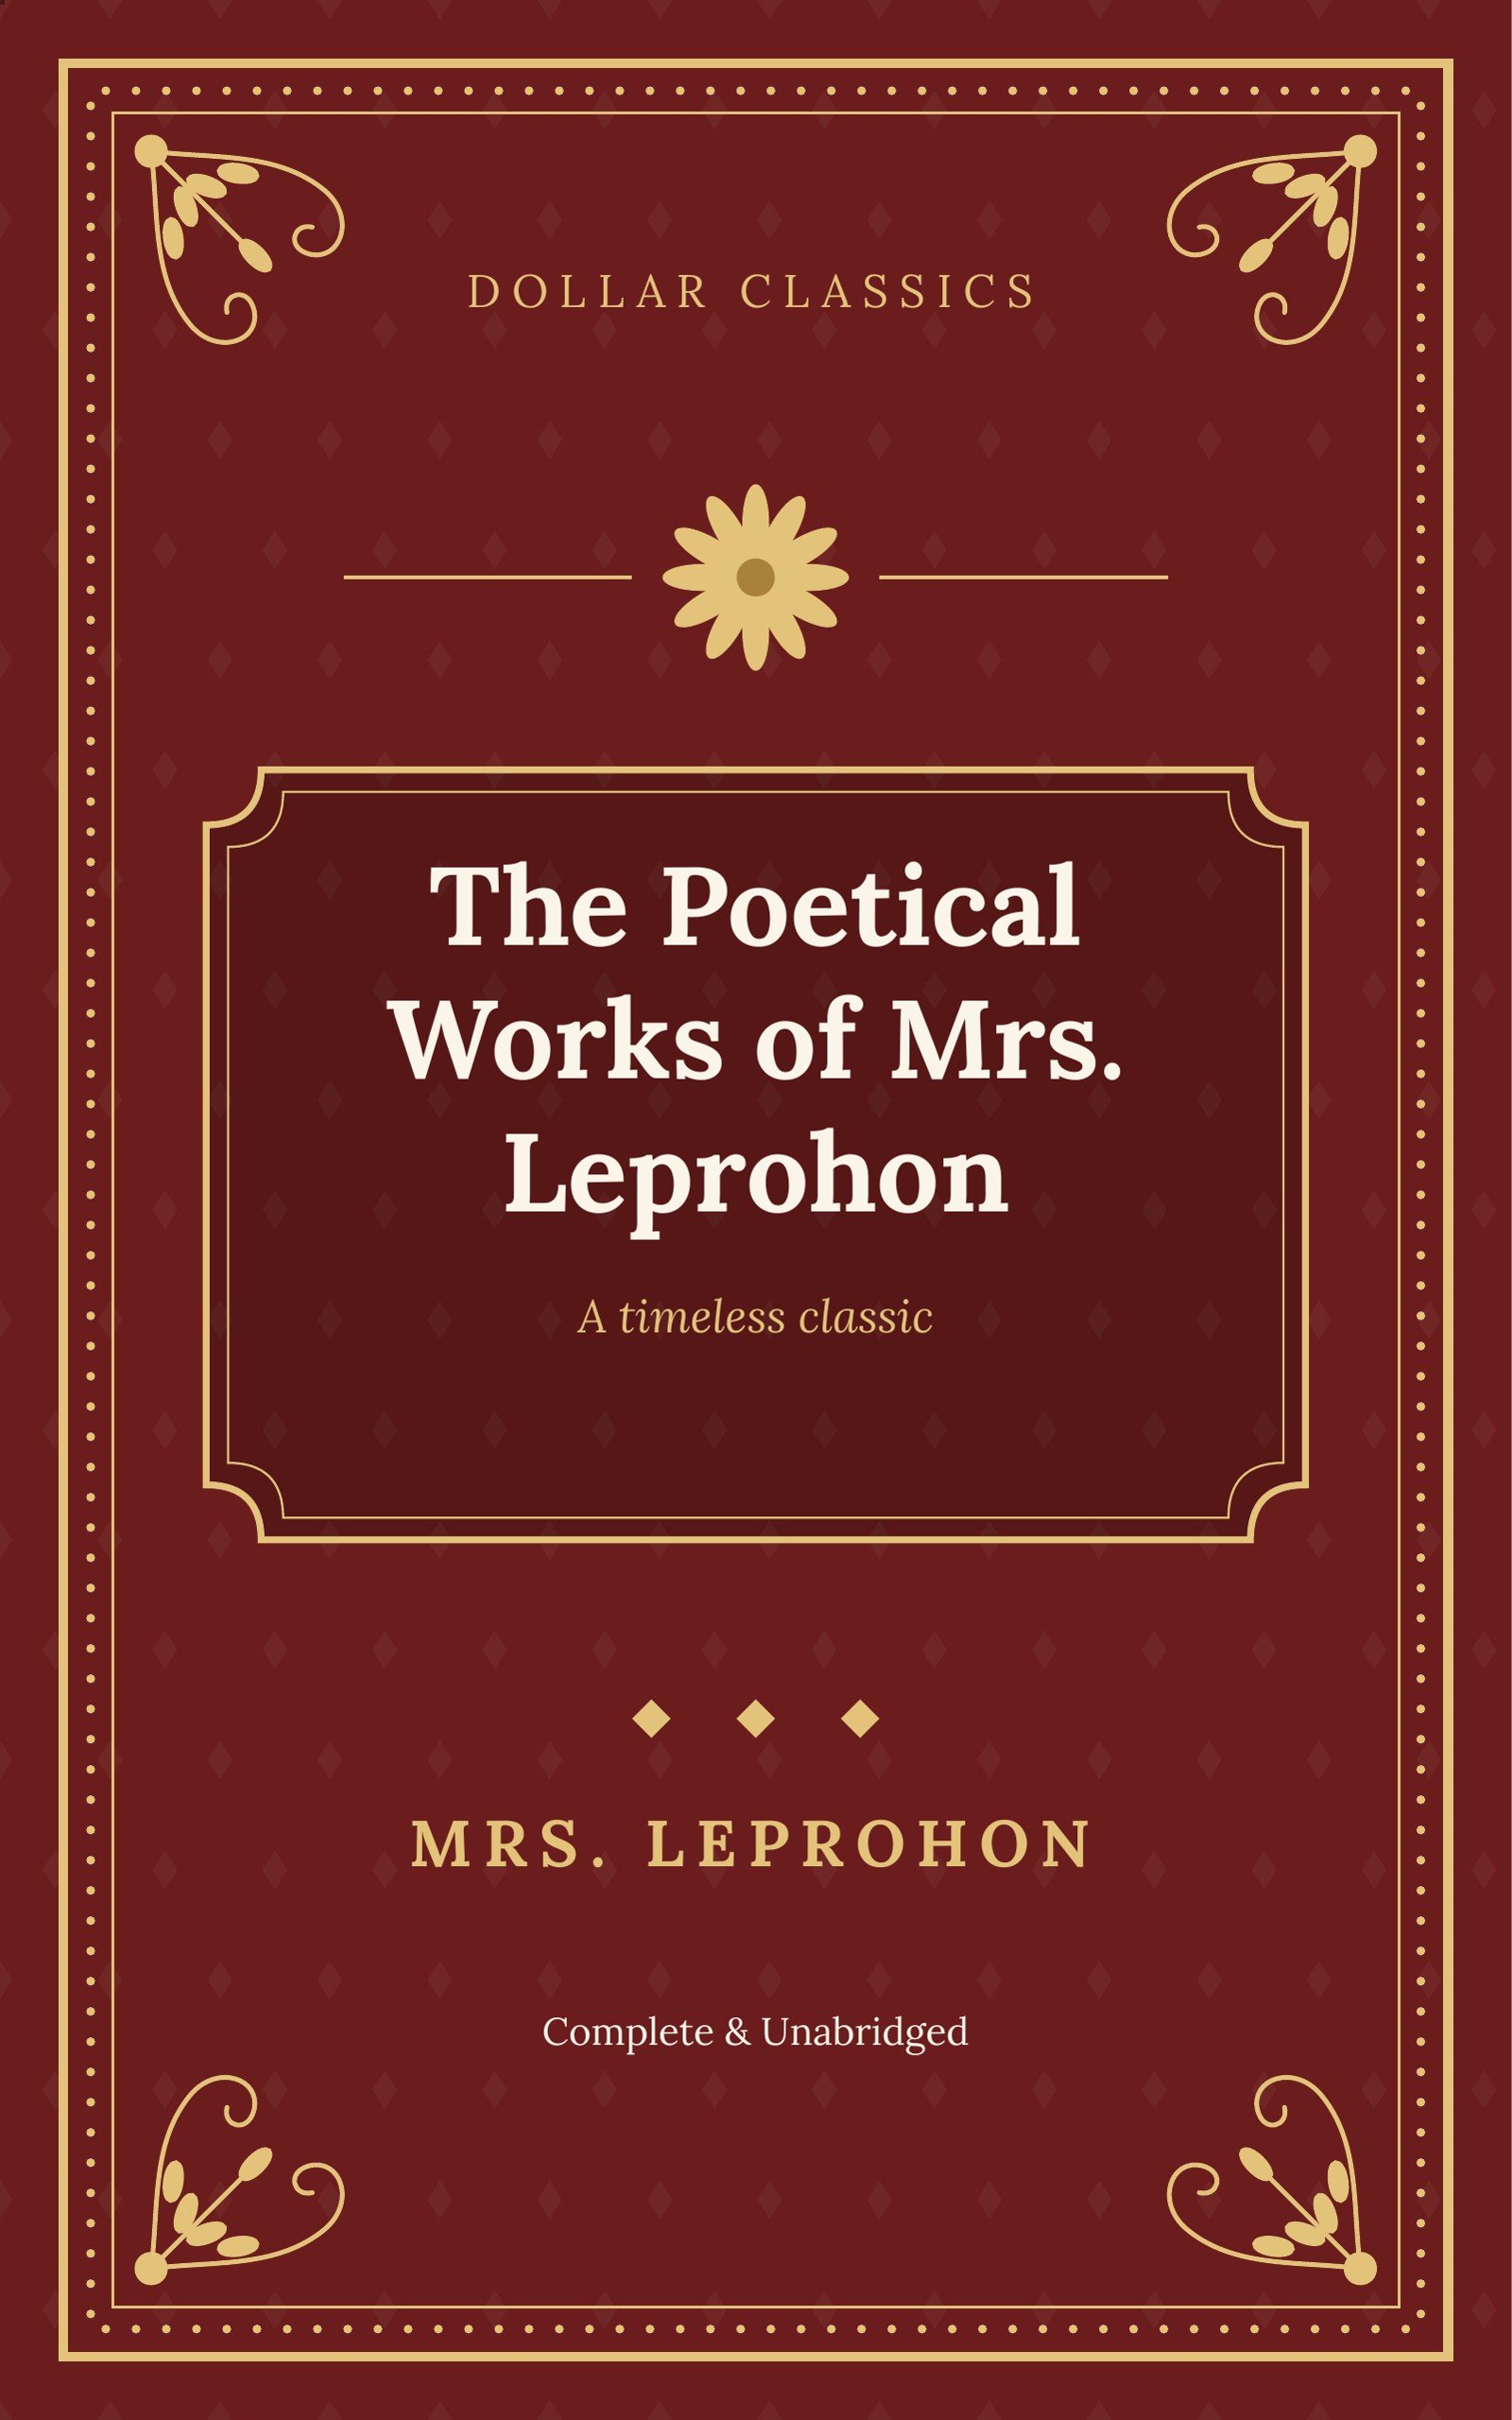 DOLLAR CLASSICS
The Poetical
Works of Mrs.
Leprohon
A timeless classic
MRS. LEPROHON
Complete & Unabridged